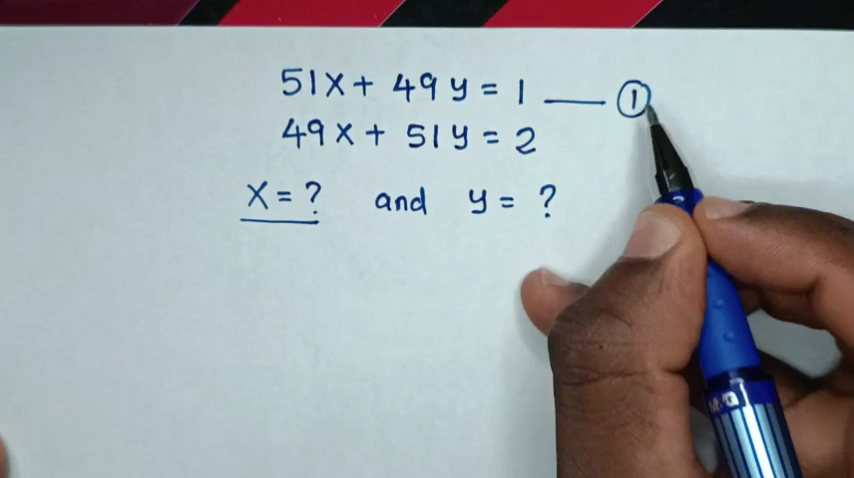 51x + 49y = 1 —— ①
49x + 51y = 2
x = ? and y = ?